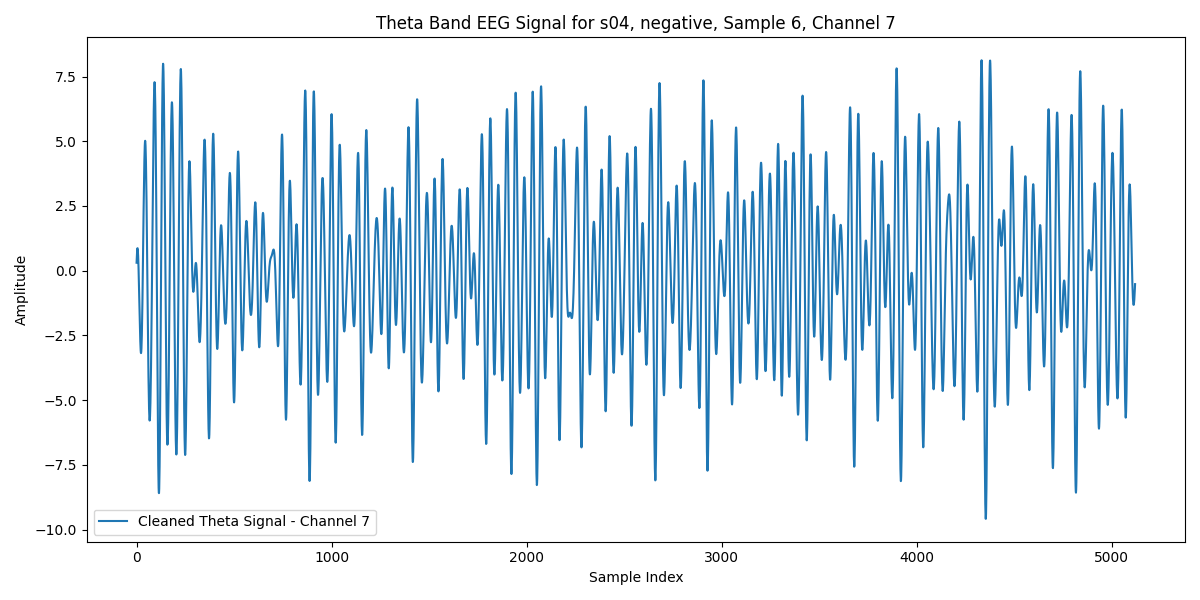 Theta Band EEG Signal for s04, negative, Sample 6, Channel 7
Amplitude
7.5
5.0
2.5
0.0
−2.5
−5.0
−7.5
−10.0
Cleaned Theta Signal - Channel 7
0 1000 2000 3000 4000 5000
Sample Index